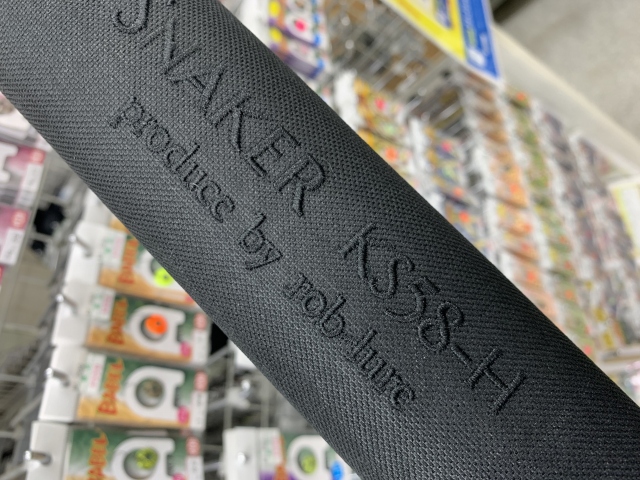 SNAKER KS58-H
produce by rob-lure